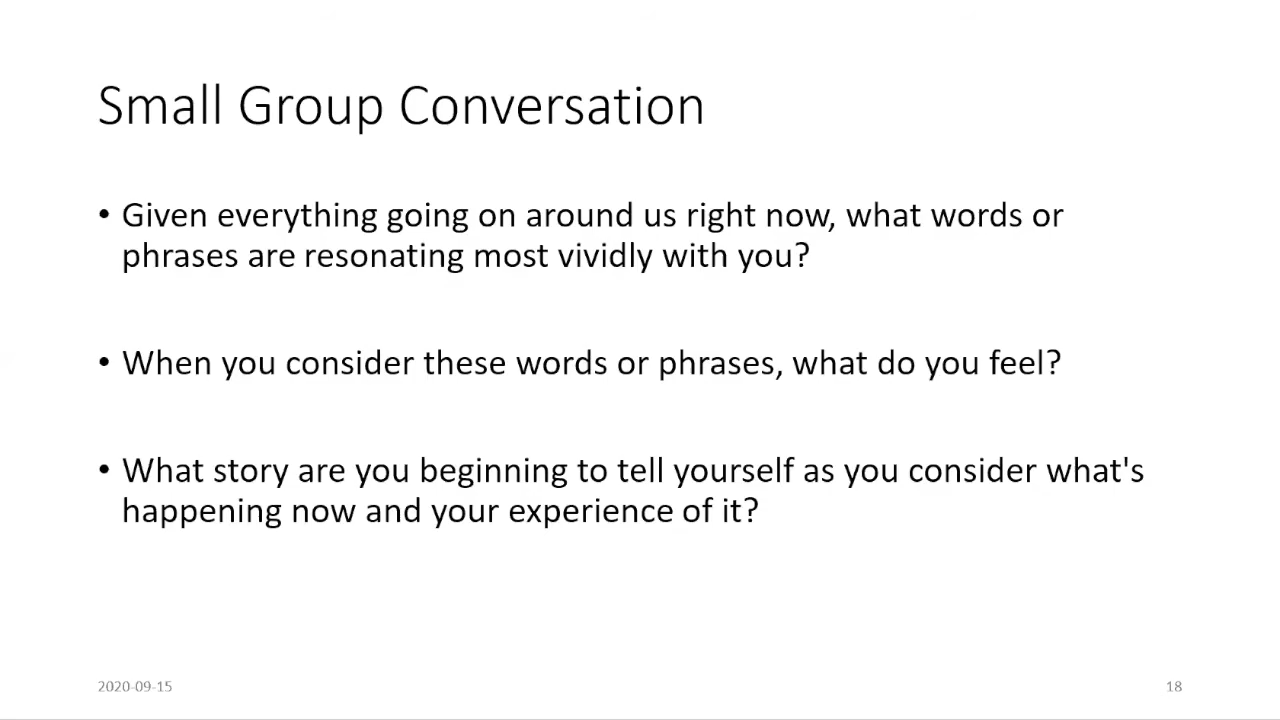 Small Group Conversation
• Given everything going on around us right now, what words or
phrases are resonating most vividly with you?
• When you consider these words or phrases, what do you feel?
• What story are you beginning to tell yourself as you consider what's
happening now and your experience of it?
2020-09-15
18